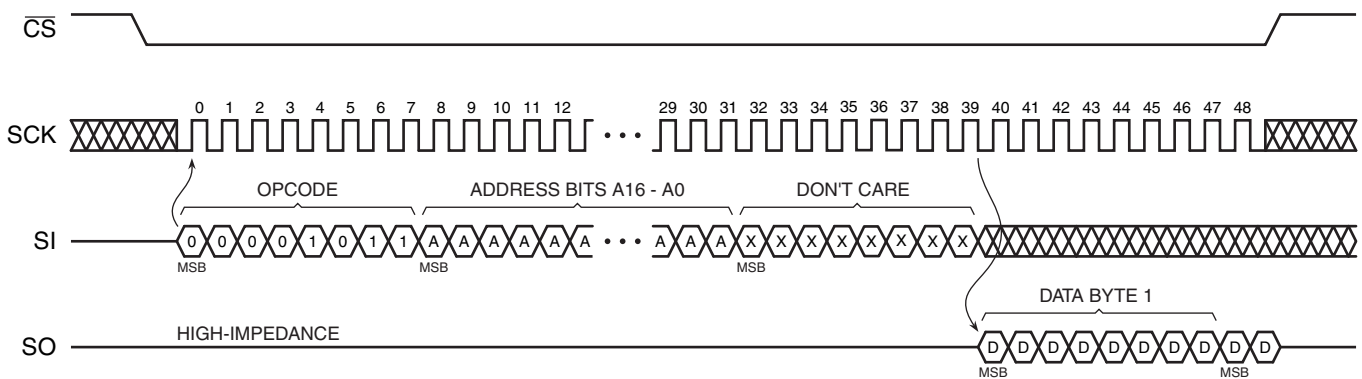 CS
0 1 2 3 4 5 6 7 8 9 10 11 12 29 30 31 32 33 34 35 36 37 38 39 40 41 42 43 44 45 46 47 48
SCK • • •
OPCODE ADDRESS BITS A16 - A0 DON'T CARE
SI 0 0 0 0 1 0 1 1 A A A A A A • • • A A A X X X X X X X X
MSB MSB MSB
DATA BYTE 1
HIGH-IMPEDANCE
SO D D D D D D D D D D
MSB MSB